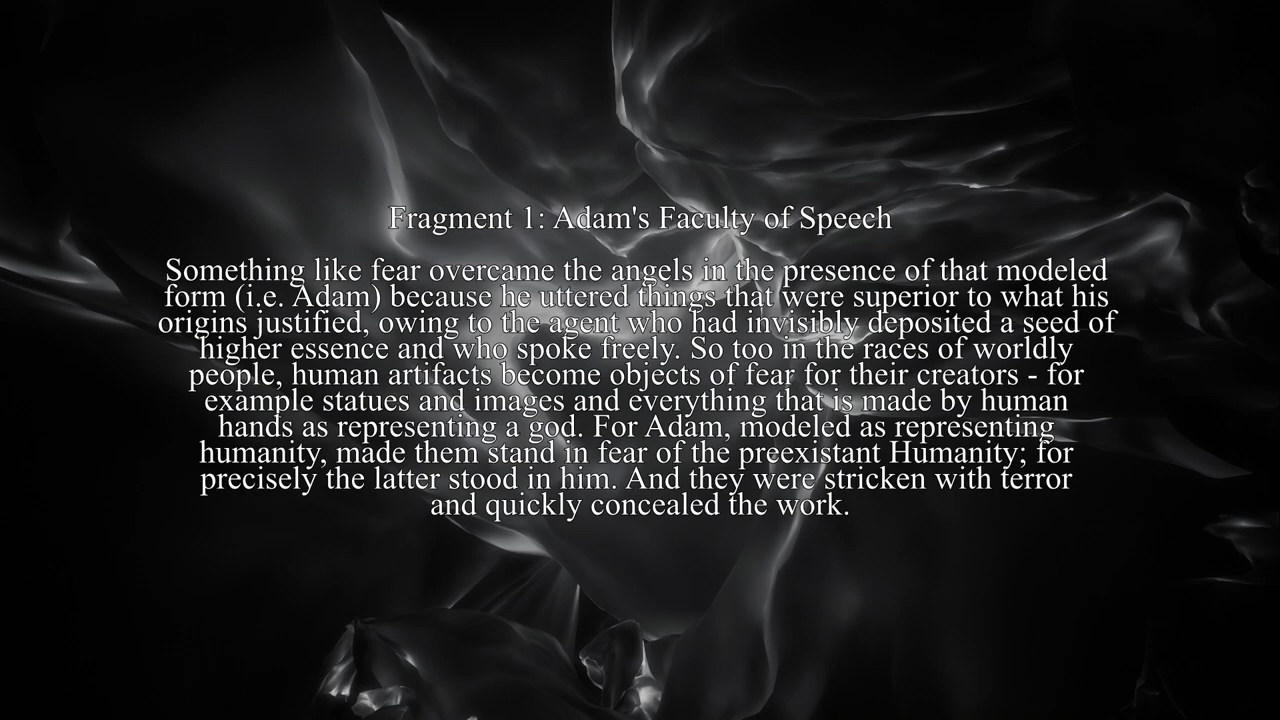 Fragment 1: Adam's Faculty of Speech
Something like fear overcame the angels in the presence of that modeled
form (i.e. Adam) because he uttered things that were superior to what his
origins justified, owing to the agent who had invisibly deposited a seed of
higher essence and who spoke freely. So too in the races of worldly
people, human artifacts become objects of fear for their creators - for
example statues and images and everything that is made by human
hands as representing a god. For Adam, modeled as representing
humanity, made them stand in fear of the preexistant Humanity; for
precisely the latter stood in him. And they were stricken with terror
and quickly concealed the work.